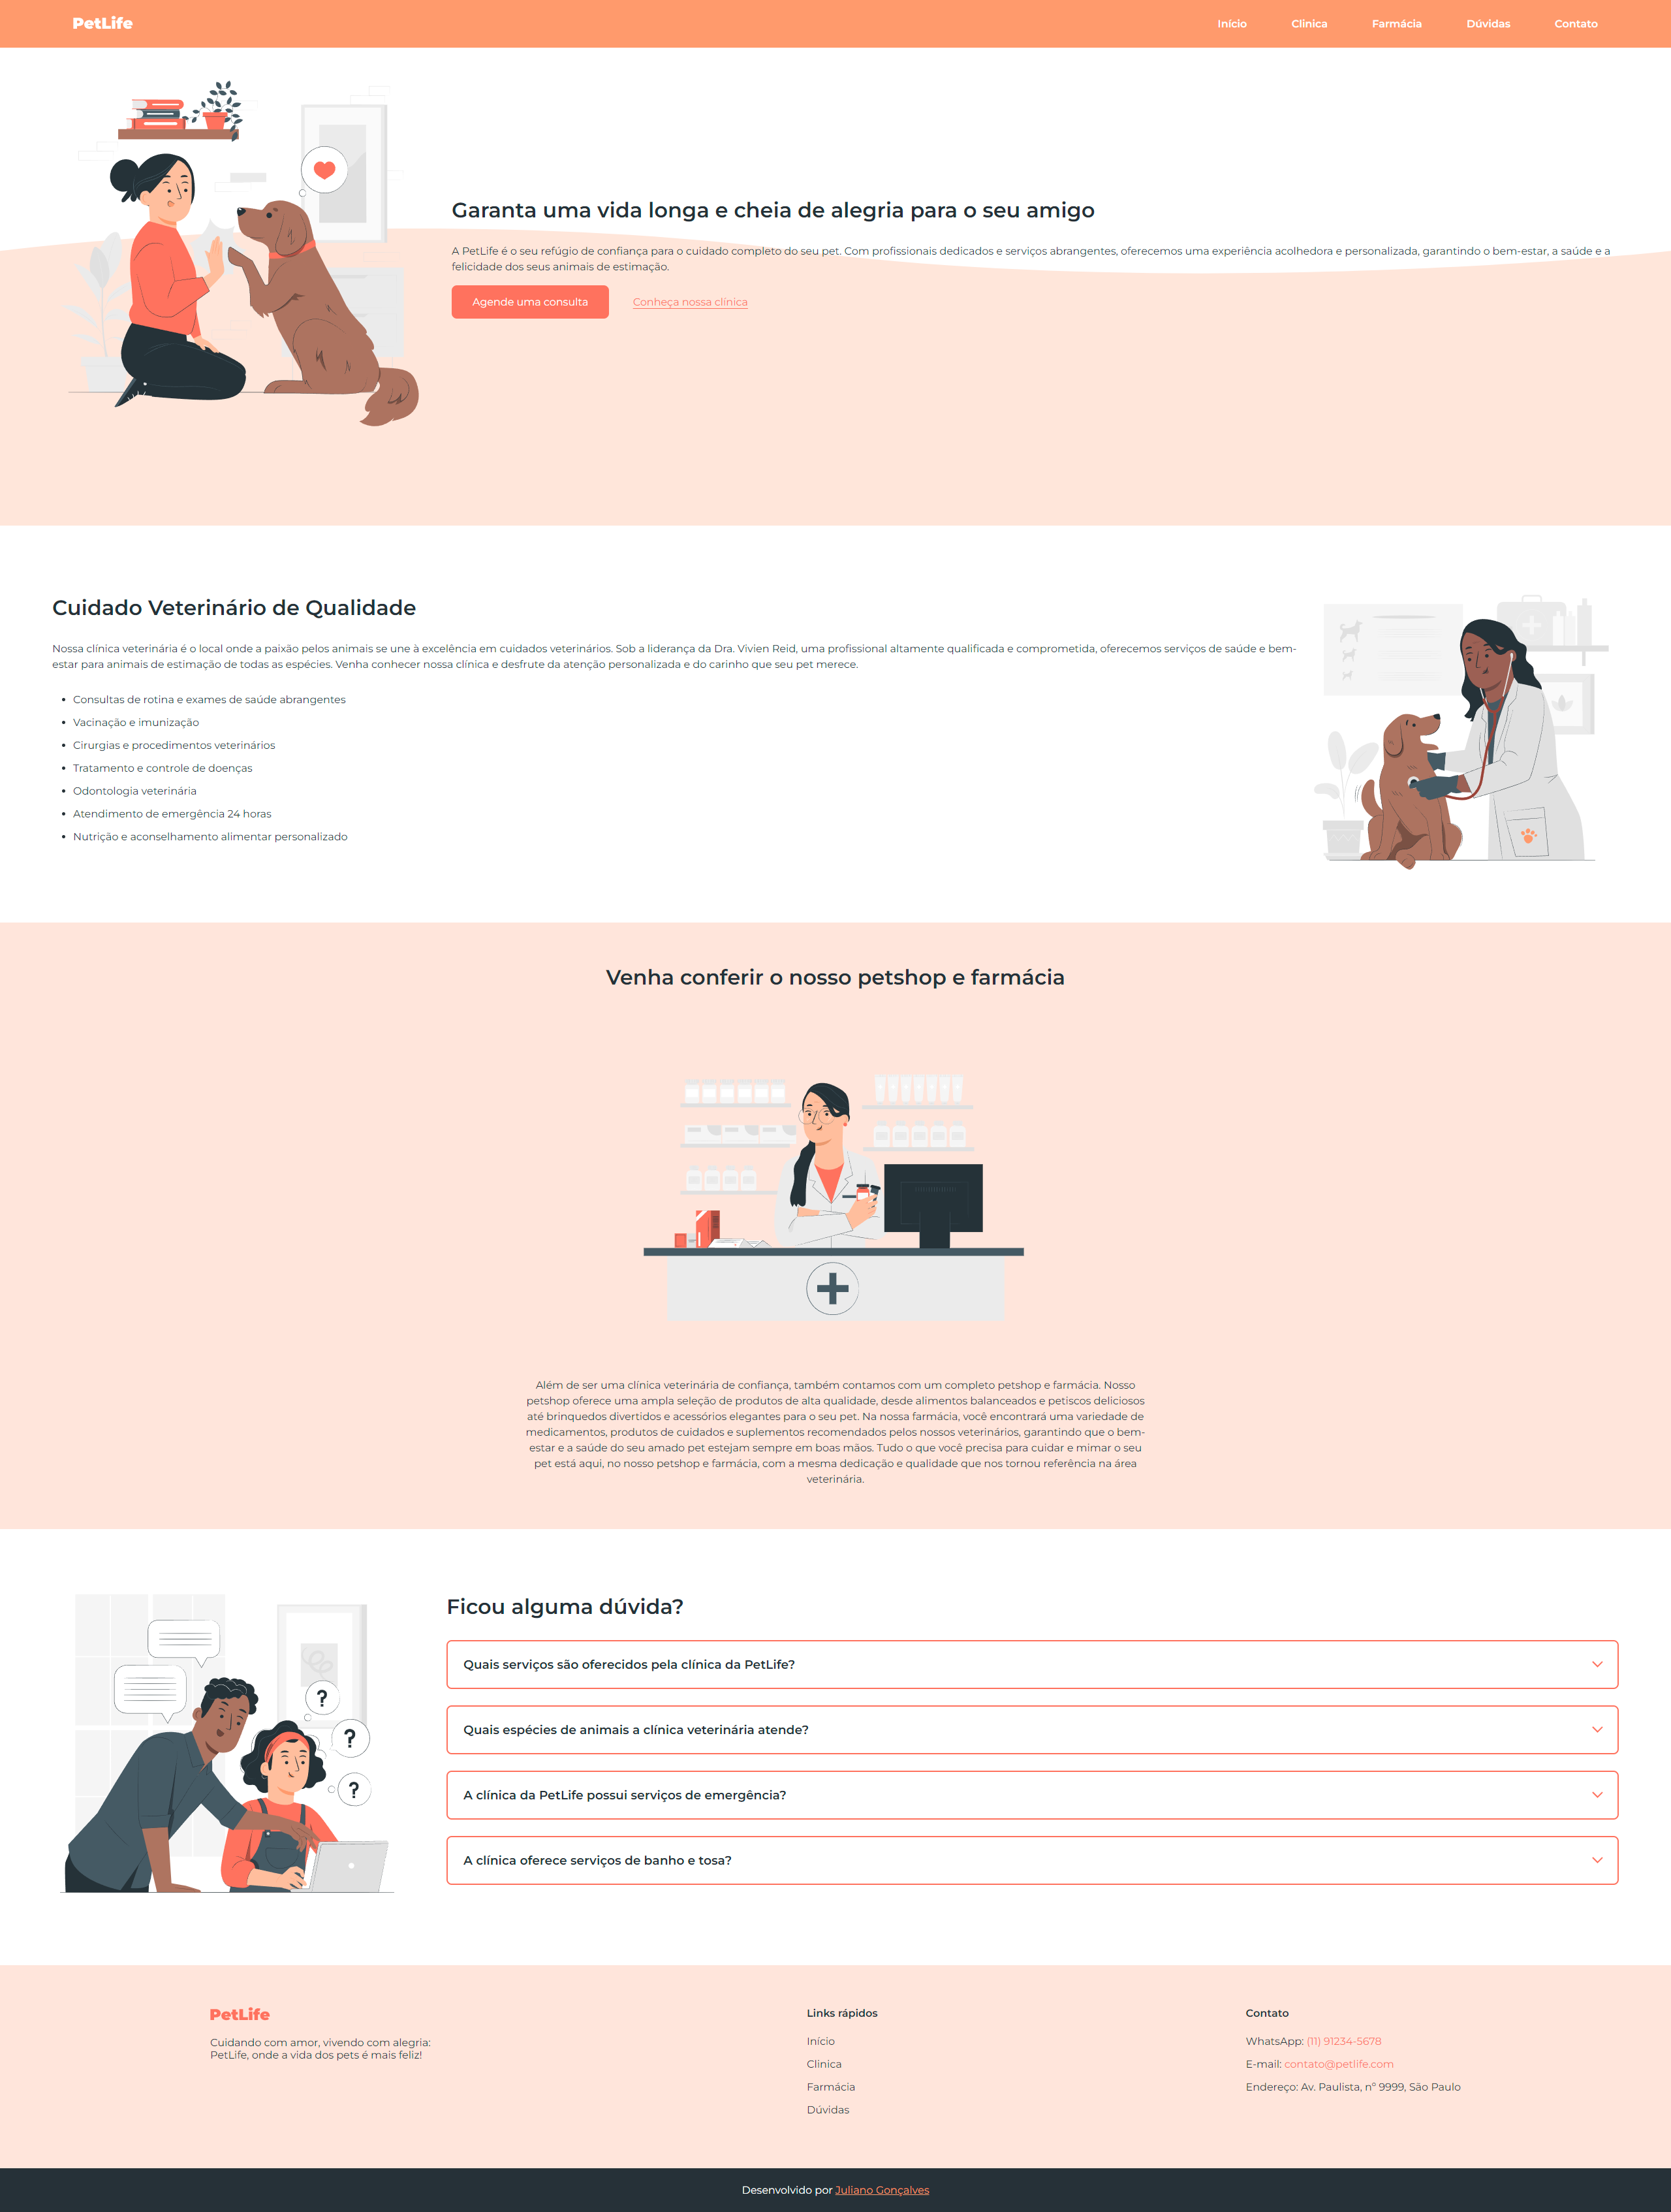 PetLife
Início
Clinica
Farmácia
Dúvidas
Contato
Garanta uma vida longa e cheia de alegria para o seu amigo
A PetLife é o seu refúgio de confiança para o cuidado completo do seu pet. Com profissionais dedicados e serviços abrangentes, oferecemos uma experiência acolhedora e personalizada, garantindo o bem-estar, a saúde e a
felicidade dos seus animais de estimação.
Agende uma consulta
Conheça nossa clínica
Cuidado Veterinário de Qualidade
Nossa clínica veterinária é o local onde a paixão pelos animais se une à excelência em cuidados veterinários. Sob a liderança da Dra. Vivien Reid, uma profissional altamente qualificada e comprometida, oferecemos serviços de saúde e bem-
estar para animais de estimação de todas as espécies. Venha conhecer nossa clínica e desfrute da atenção personalizada e do carinho que seu pet merece.
• Consultas de rotina e exames de saúde abrangentes
• Vacinação e imunização
• Cirurgias e procedimentos veterinários
• Tratamento e controle de doenças
• Odontologia veterinária
• Atendimento de emergência 24 horas
• Nutrição e aconselhamento alimentar personalizado
Venha conferir o nosso petshop e farmácia
Além de ser uma clínica veterinária de confiança, também contamos com um completo petshop e farmácia. Nosso
petshop oferece uma ampla seleção de produtos de alta qualidade, desde alimentos balanceados e petiscos deliciosos
até brinquedos divertidos e acessórios elegantes para o seu pet. Na nossa farmácia, você encontrará uma variedade de
medicamentos, produtos de cuidados e suplementos recomendados pelos nossos veterinários, garantindo que o bem-
estar e a saúde do seu amado pet estejam sempre em boas mãos. Tudo o que você precisa para cuidar e mimar o seu
pet está aqui, no nosso petshop e farmácia, com a mesma dedicação e qualidade que nos tornou referência na área
veterinária.
?
?
?
Ficou alguma dúvida?
Quais serviços são oferecidos pela clínica da PetLife?
Quais espécies de animais a clínica veterinária atende?
A clínica da PetLife possui serviços de emergência?
A clínica oferece serviços de banho e tosa?
PetLife
Cuidando com amor, vivendo com alegria:
PetLife, onde a vida dos pets é mais feliz!
Links rápidos
Início
Clinica
Farmácia
Dúvidas
Contato
WhatsApp: (11) 91234-5678
E-mail: contato@petlife.com
Endereço: Av. Paulista, nº 9999, São Paulo
Desenvolvido por Juliano Gonçalves